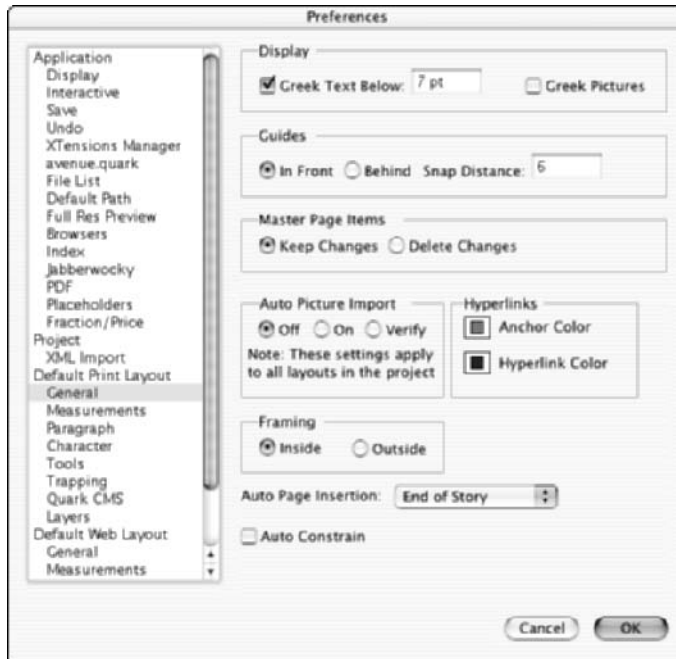 Preferences
Application
Display
Interactive
Save
Undo
XTensions Manager
avenue.quark
File List
Default Path
Full Res Preview
Browsers
Index
Jabberwocky
PDF
Placeholders
Fraction/Price
Project
XML Import
Default Print Layout
General
Measurements
Paragraph
Character
Tools
Trapping
Quark CMS
Layers
Default Web Layout
General
Measurements
Display
Greek Text Below: 7 pt Greek Pictures
Guides
In Front Behind Snap Distance: 6
Master Page Items
Keep Changes Delete Changes
Auto Picture Import
Off On Verify
Note: These settings apply
to all layouts in the project
Hyperlinks
Anchor Color
Hyperlink Color
Framing
Inside Outside
Auto Page Insertion: End of Story
Auto Constrain
Cancel OK